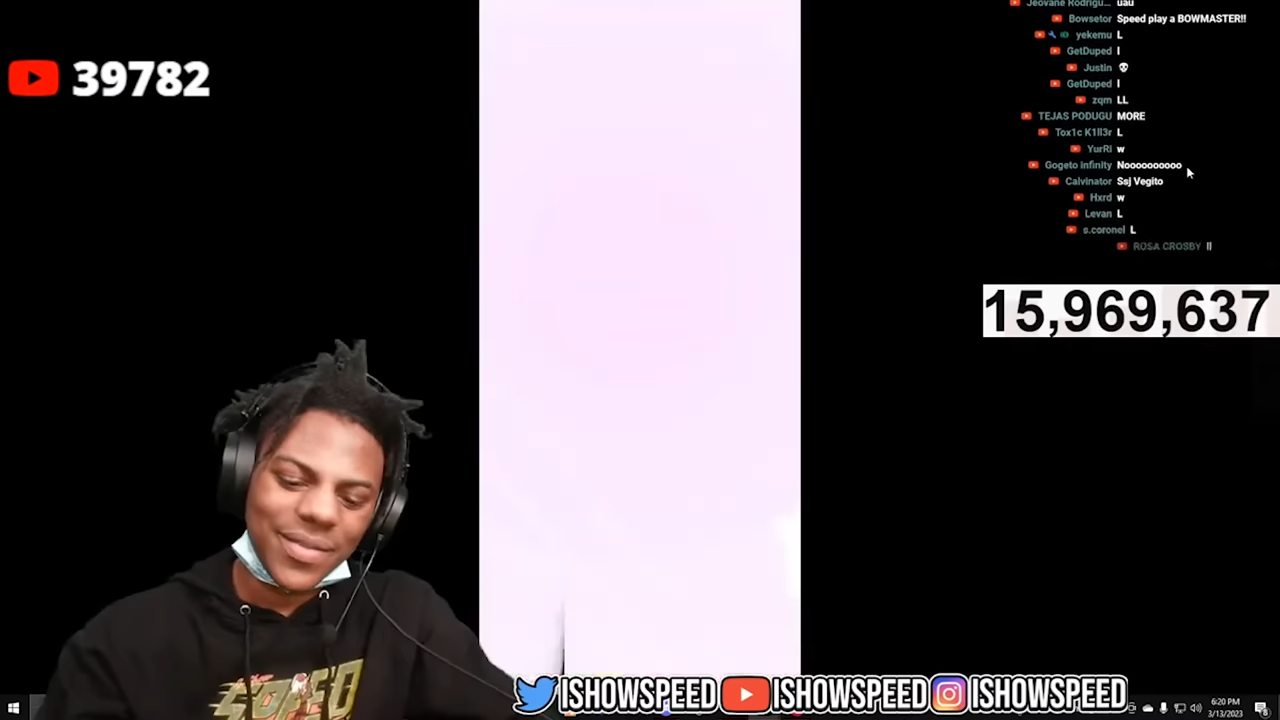 39782
Jeovane Rodrigu... uau
Bowsetor Speed play a BOWMASTER!!
yekemu L
GetDuped l
Justin 💀
GetDuped l
zqm LL
TEJAS PODUGU MORE
Tox1c K1ll3r L
YurRi w
Gogeto infinity Noooooooooo
Calvinator Ssj Vegito
Hxrd w
Levan L
s.coronel L
ROSA CROSBY ll
15,969,637
SPEED
ISHOWSPEED ISHOWSPEED ISHOWSPEED
6:20 PM
3/13/2023